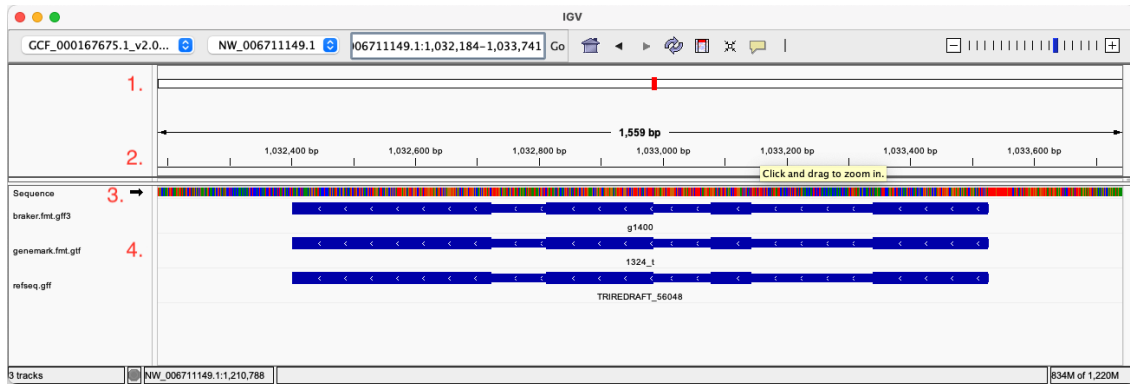 IGV
GCF_000167675.1_v2.0... NW_006711149.1 006711149.1:1,032,184-1,033,741 Go
1.
1,559 bp
1,032,400 bp 1,032,600 bp 1,032,800 bp 1,033,000 bp 1,033,200 bp 1,033,400 bp 1,033,600 bp
2.
Click and drag to zoom in.
Sequence 3.
braker.fmt.gff3
g1400
genemark.fmt.gtf 4.
1324_t
refseq.gff
TRIREDRAFT_56048
3 tracks NW_006711149.1:1,210,788 834M of 1,220M